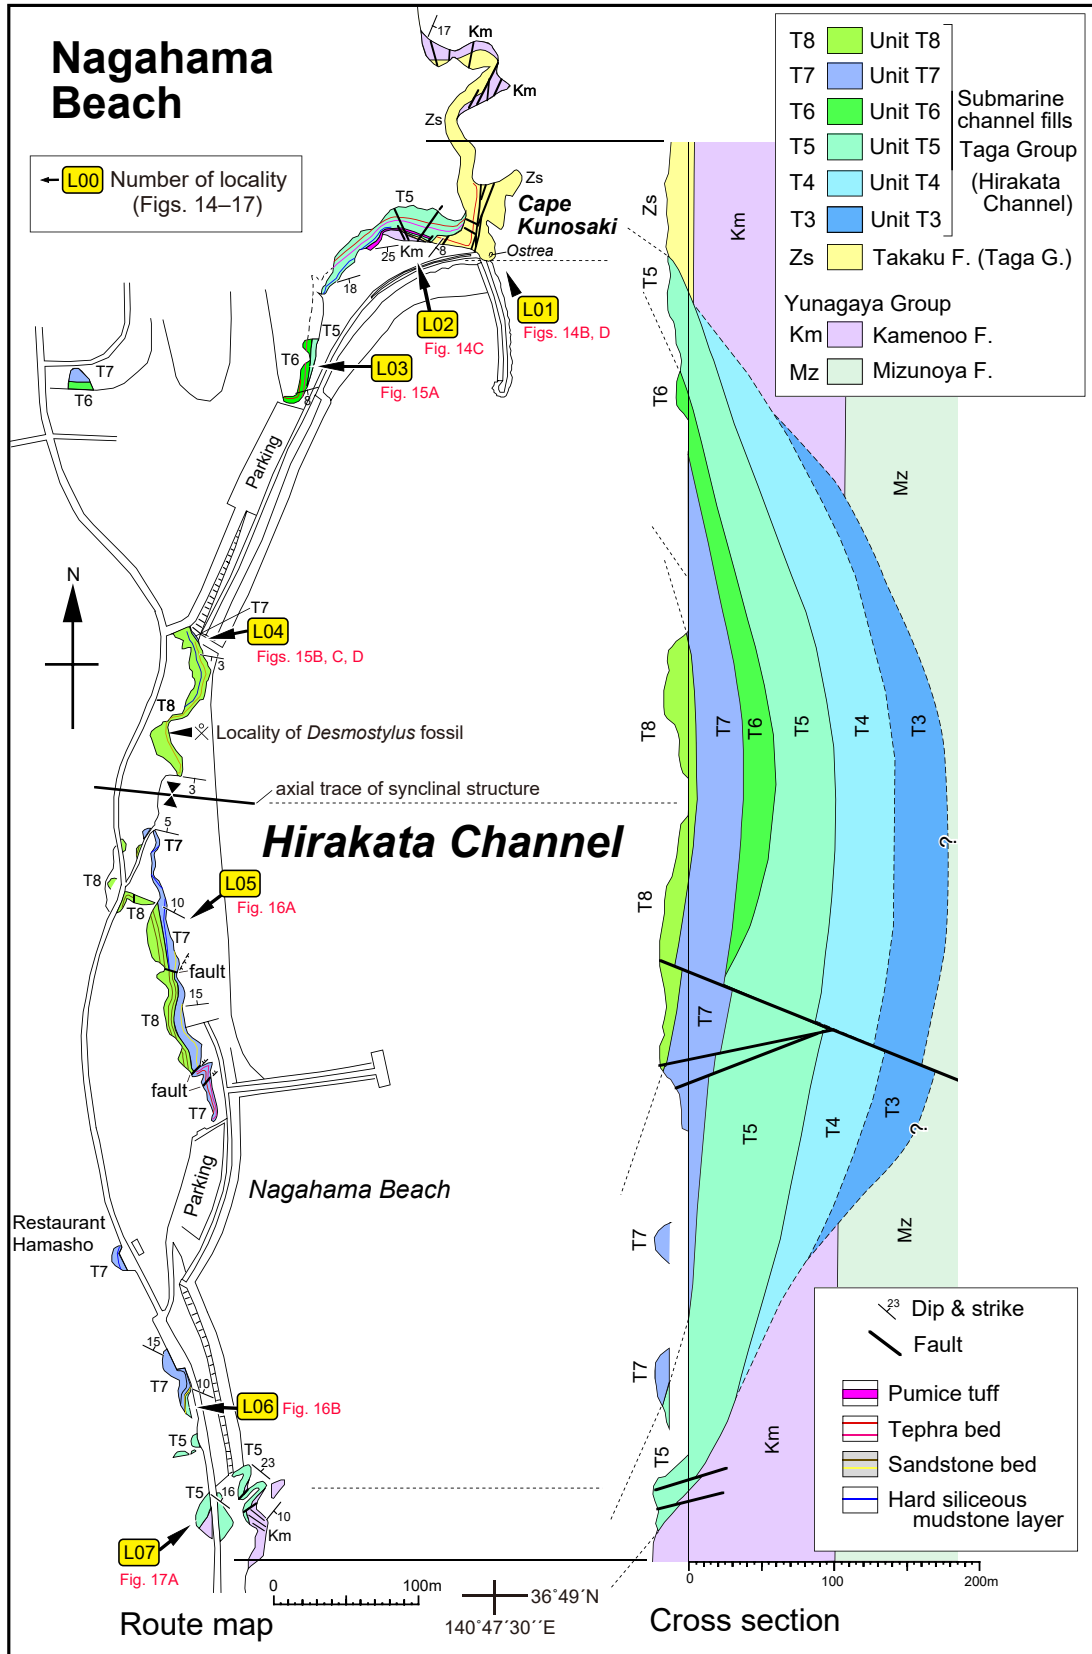 Nagahama
Beach
L00 Number of locality
(Figs. 14–17)
T8 Unit T8
T7 Unit T7
T6 Unit T6
T5 Unit T5
T4 Unit T4
T3 Unit T3
Submarine
channel fills
Taga Group
(Hirakata
Channel)
Zs Takaku F. (Taga G.)
Yunagaya Group
Km Kamenoo F.
Mz Mizunoya F.
17
Km
Km
Zs
Zs
T5
Cape
Kunosaki
Ostrea
25
Km
8
18
L01
Figs. 14B, D
L02
Fig. 14C
T5
T6
L03
Fig. 15A
8
T7
T6
Parking
N
T7
L04
Figs. 15B, C, D
3
T8
Locality of Desmostylus fossil
3
axial trace of synclinal structure
5
T7
Hirakata Channel
T8
T8
10
L05
Fig. 16A
T7
fault
15
T8
fault
T7
Parking
Nagahama Beach
Restaurant
Hamasho
T7
15
T7
10
L06
Fig. 16B
T5
T5
23
T5
16
10
Km
L07
Fig. 17A
0
100m
36°49´N
140°47´30´´E
Route map
Zs
Km
T5
T6
Mz
T8
T7
T6
T5
T4
T3
?
T8
T7
T5
T4
T3
?
T7
Mz
T7
Km
T5
0
100
200m
Cross section
23 Dip & strike
Fault
Pumice tuff
Tephra bed
Sandstone bed
Hard siliceous
mudstone layer